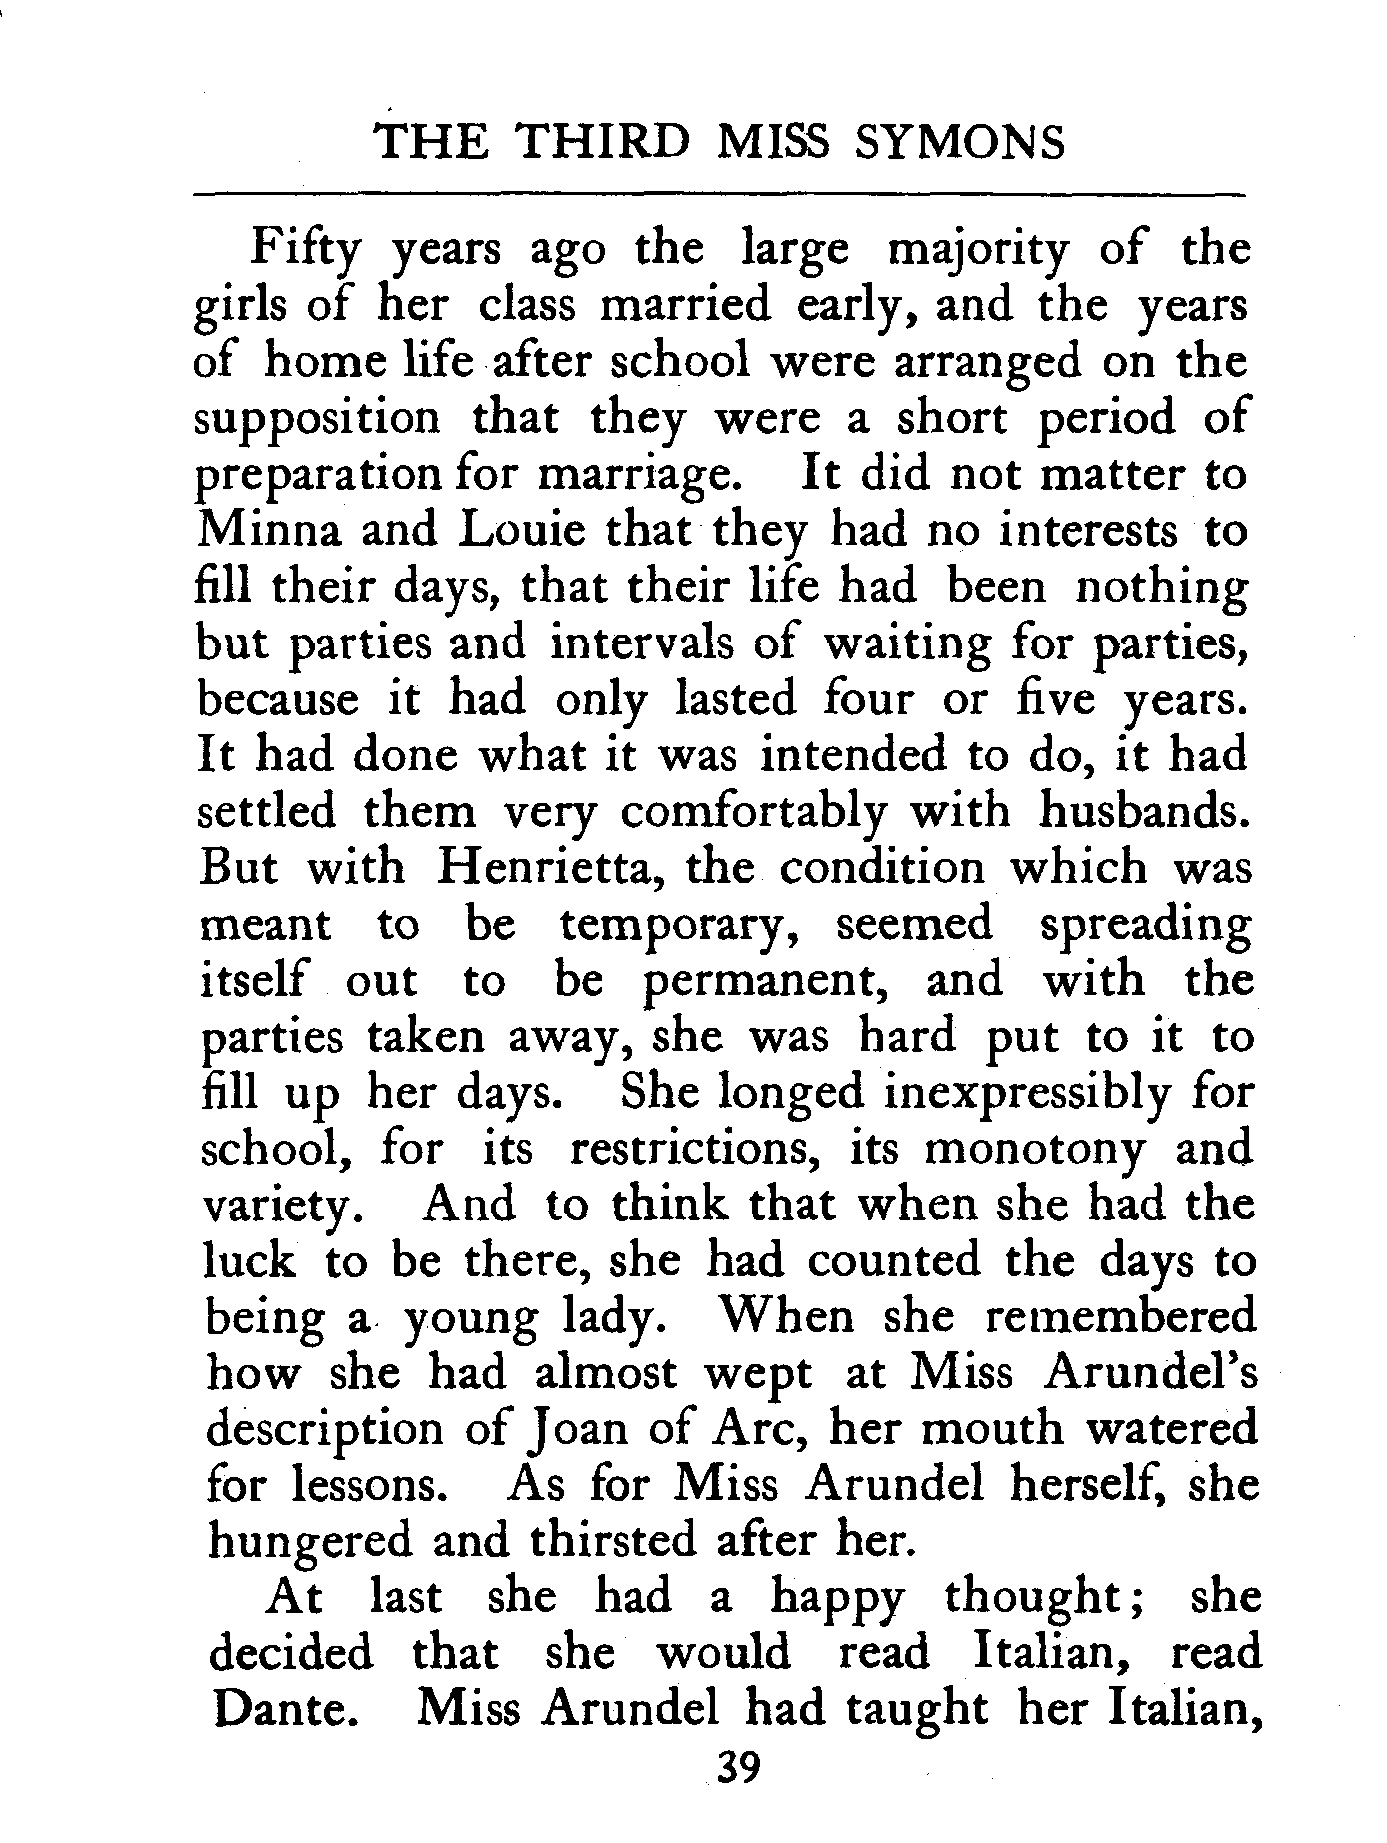 THE THIRD MISS SYMONS
Fifty years ago the large majority of the
girls of her class married early, and the years
of home life after school were arranged on the
supposition that they were a short period of
preparation for marriage. It did not matter to
Minna and Louie that they had no interests to
fill their days, that their life had been nothing
but parties and intervals of waiting for parties,
because it had only lasted four or five years.
It had done what it was intended to do, it had
settled them very comfortably with husbands.
But with Henrietta, the condition which was
meant to be temporary, seemed spreading
itself out to be permanent, and with the
parties taken away, she was hard put to it to
fill up her days. She longed inexpressibly for
school, for its restrictions, its monotony and
variety. And to think that when she had the
luck to be there, she had counted the days to
being a young lady. When she remembered
how she had almost wept at Miss Arundel's
description of Joan of Arc, her mouth watered
for lessons. As for Miss Arundel herself, she
hungered and thirsted after her.
At last she had a happy thought; she
decided that she would read Italian, read
Dante. Miss Arundel had taught her Italian,
39